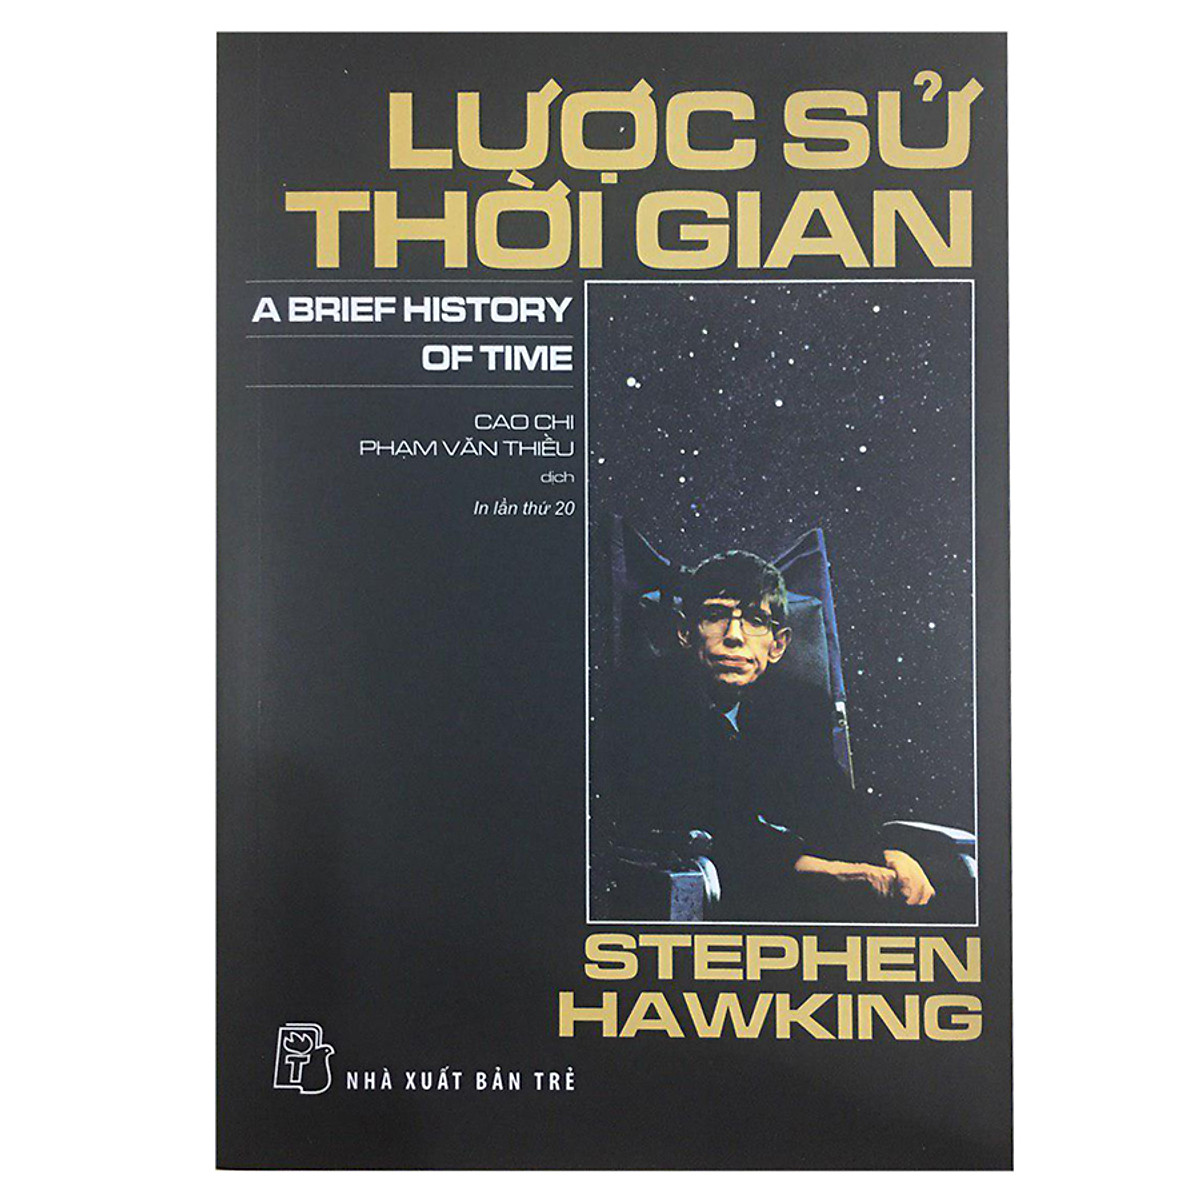 LƯỢC SỬ
THỜI GIAN
A BRIEF HISTORY
OF TIME
CAO CHI
PHẠM VĂN THIỀU
dịch
In lần thứ 20
STEPHEN
HAWKING
T
NHÀ XUẤT BẢN TRẺ